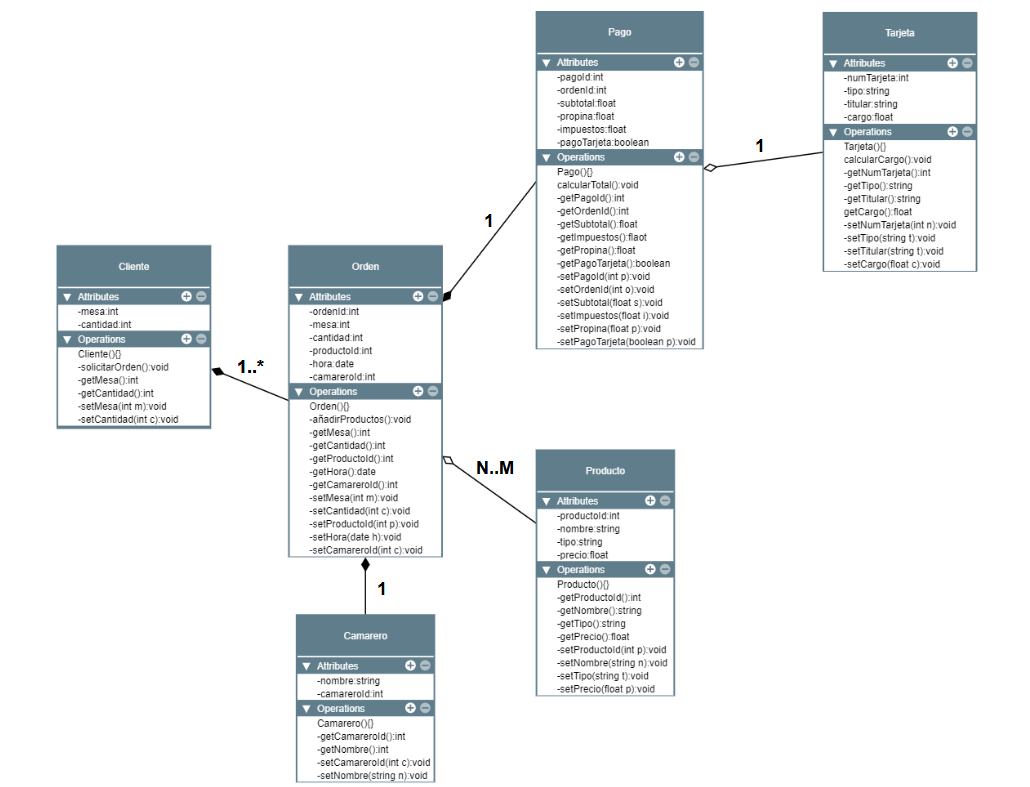 Pago
Attributes
-pagoId:int
-ordenId:int
-subtotal:float
-propina:float
-impuestos:float
-pagoTarjeta:boolean
Operations
Pago(){}
calcularTotal():void
-getPagoId():int
-getOrdenId():int
-getSubtotal():float
-getImpuestos():flaot
-getPropina():float
-getPagoTarjeta():boolean
-setPagoId(int p):void
-setOrdenId(int o):void
-setSubtotal(float s):void
-setImpuestos(float i):void
-setPropina(float p):void
-setPagoTarjeta(boolean p):void
1
Tarjeta
Attributes
-numTarjeta:int
-tipo:string
-titular:string
-cargo:float
Operations
Tarjeta(){}
calcularCargo():void
-getNumTarjeta():int
-getTipo():string
-getTitular():string
getCargo():float
-setNumTarjeta(int n):void
-setTipo(string t):void
-setTitular(string t):void
-setCargo(float c):void
1
Cliente
Attributes
-mesa:int
-cantidad:int
Operations
Cliente(){}
-solicitarOrden():void
-getMesa():int
-getCantidad():int
-setMesa(int m):void
-setCantidad(int c):void
1..*
Orden
Attributes
-ordenId:int
-mesa:int
-cantidad:int
-productoId:int
-hora:date
-camareroId:int
Operations
Orden(){}
-añadirProductos():void
-getMesa():int
-getCantidad():int
-getProductoId():int
-getHora():date
-getCamareroId():int
-setMesa(int m):void
-setCantidad(int c):void
-setProductoId(int p):void
-setHora(date h):void
-setCamareroId(int c):void
N..M
Producto
Attributes
-productoId:int
-nombre:string
-tipo:string
-precio:float
Operations
Producto(){}
-getProductoId():int
-getNombre():string
-getTipo():string
-getPrecio():float
-setProductoId(int p):void
-setNombre(string n):void
-setTipo(string t):void
-setPrecio(float p):void
1
Camarero
Attributes
-nombre:string
-camareroId:int
Operations
Camarero(){}
-getCamareroId():int
-getNombre():int
-setCamareroId(int c):void
-setNombre(string n):void